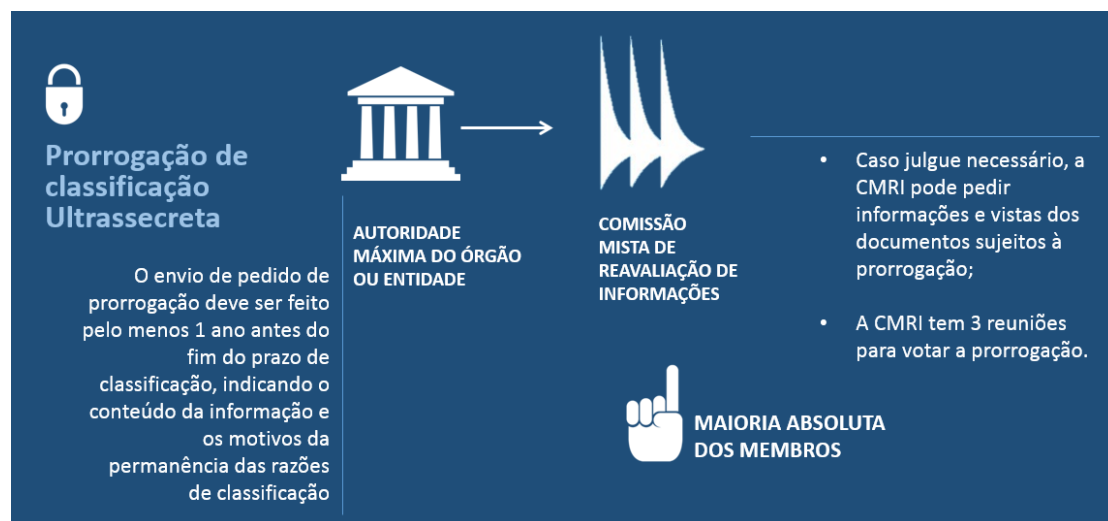 Prorrogação de
classificação
Ultrassecreta
O envio de pedido de
prorrogação deve ser feito
pelo menos 1 ano antes do
fim do prazo de
classificação, indicando o
conteúdo da informação e
os motivos da
permanência das razões
de classificação
AUTORIDADE
MÁXIMA DO ÓRGÃO
OU ENTIDADE
COMISSÃO
MISTA DE
REAVALIAÇÃO DE
INFORMAÇÕES
MAIORIA ABSOLUTA
DOS MEMBROS
• Caso julgue necessário, a
CMRI pode pedir
informações e vistas dos
documentos sujeitos à
prorrogação;
• A CMRI tem 3 reuniões
para votar a prorrogação.